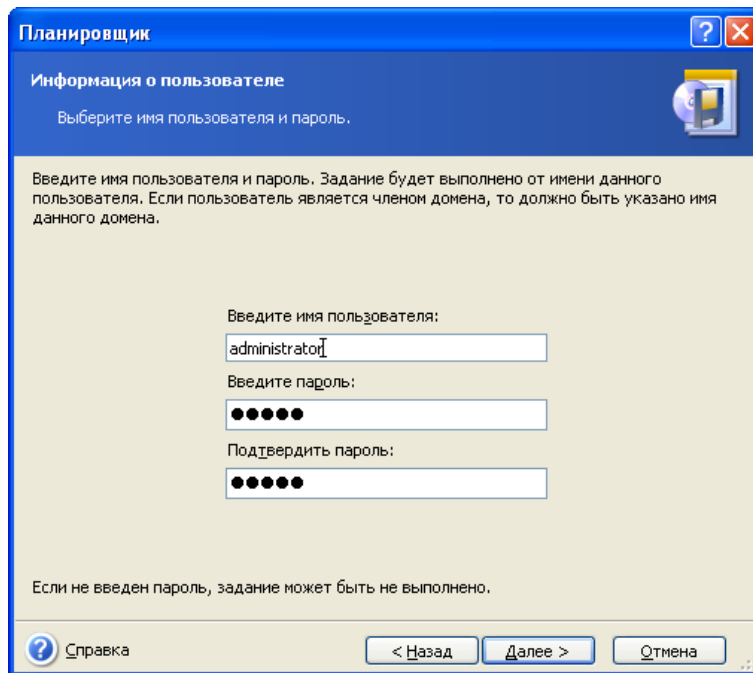 Планировщик
Информация о пользователе
Выберите имя пользователя и пароль.
Введите имя пользователя и пароль. Задание будет выполнено от имени данного
пользователя. Если пользователь является членом домена, то должно быть указано имя
данного домена.
Введите имя пользователя:
administrator
Введите пароль:
●●●●●
Подтвердить пароль:
●●●●●
Если не введен пароль, задание может быть не выполнено.
Справка
< Назад
Далее >
Отмена